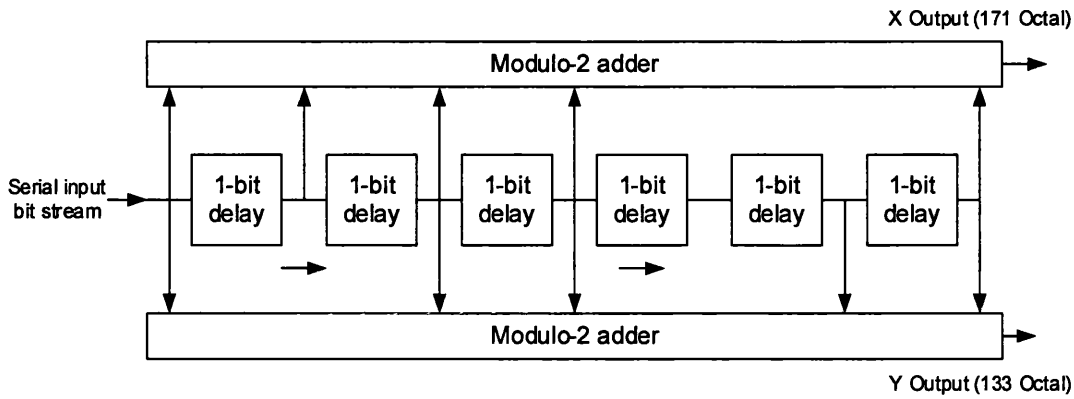 X Output (171 Octal)
Modulo-2 adder
Serial input
bit stream
1-bit
delay
1-bit
delay
1-bit
delay
1-bit
delay
1-bit
delay
1-bit
delay
Modulo-2 adder
Y Output (133 Octal)